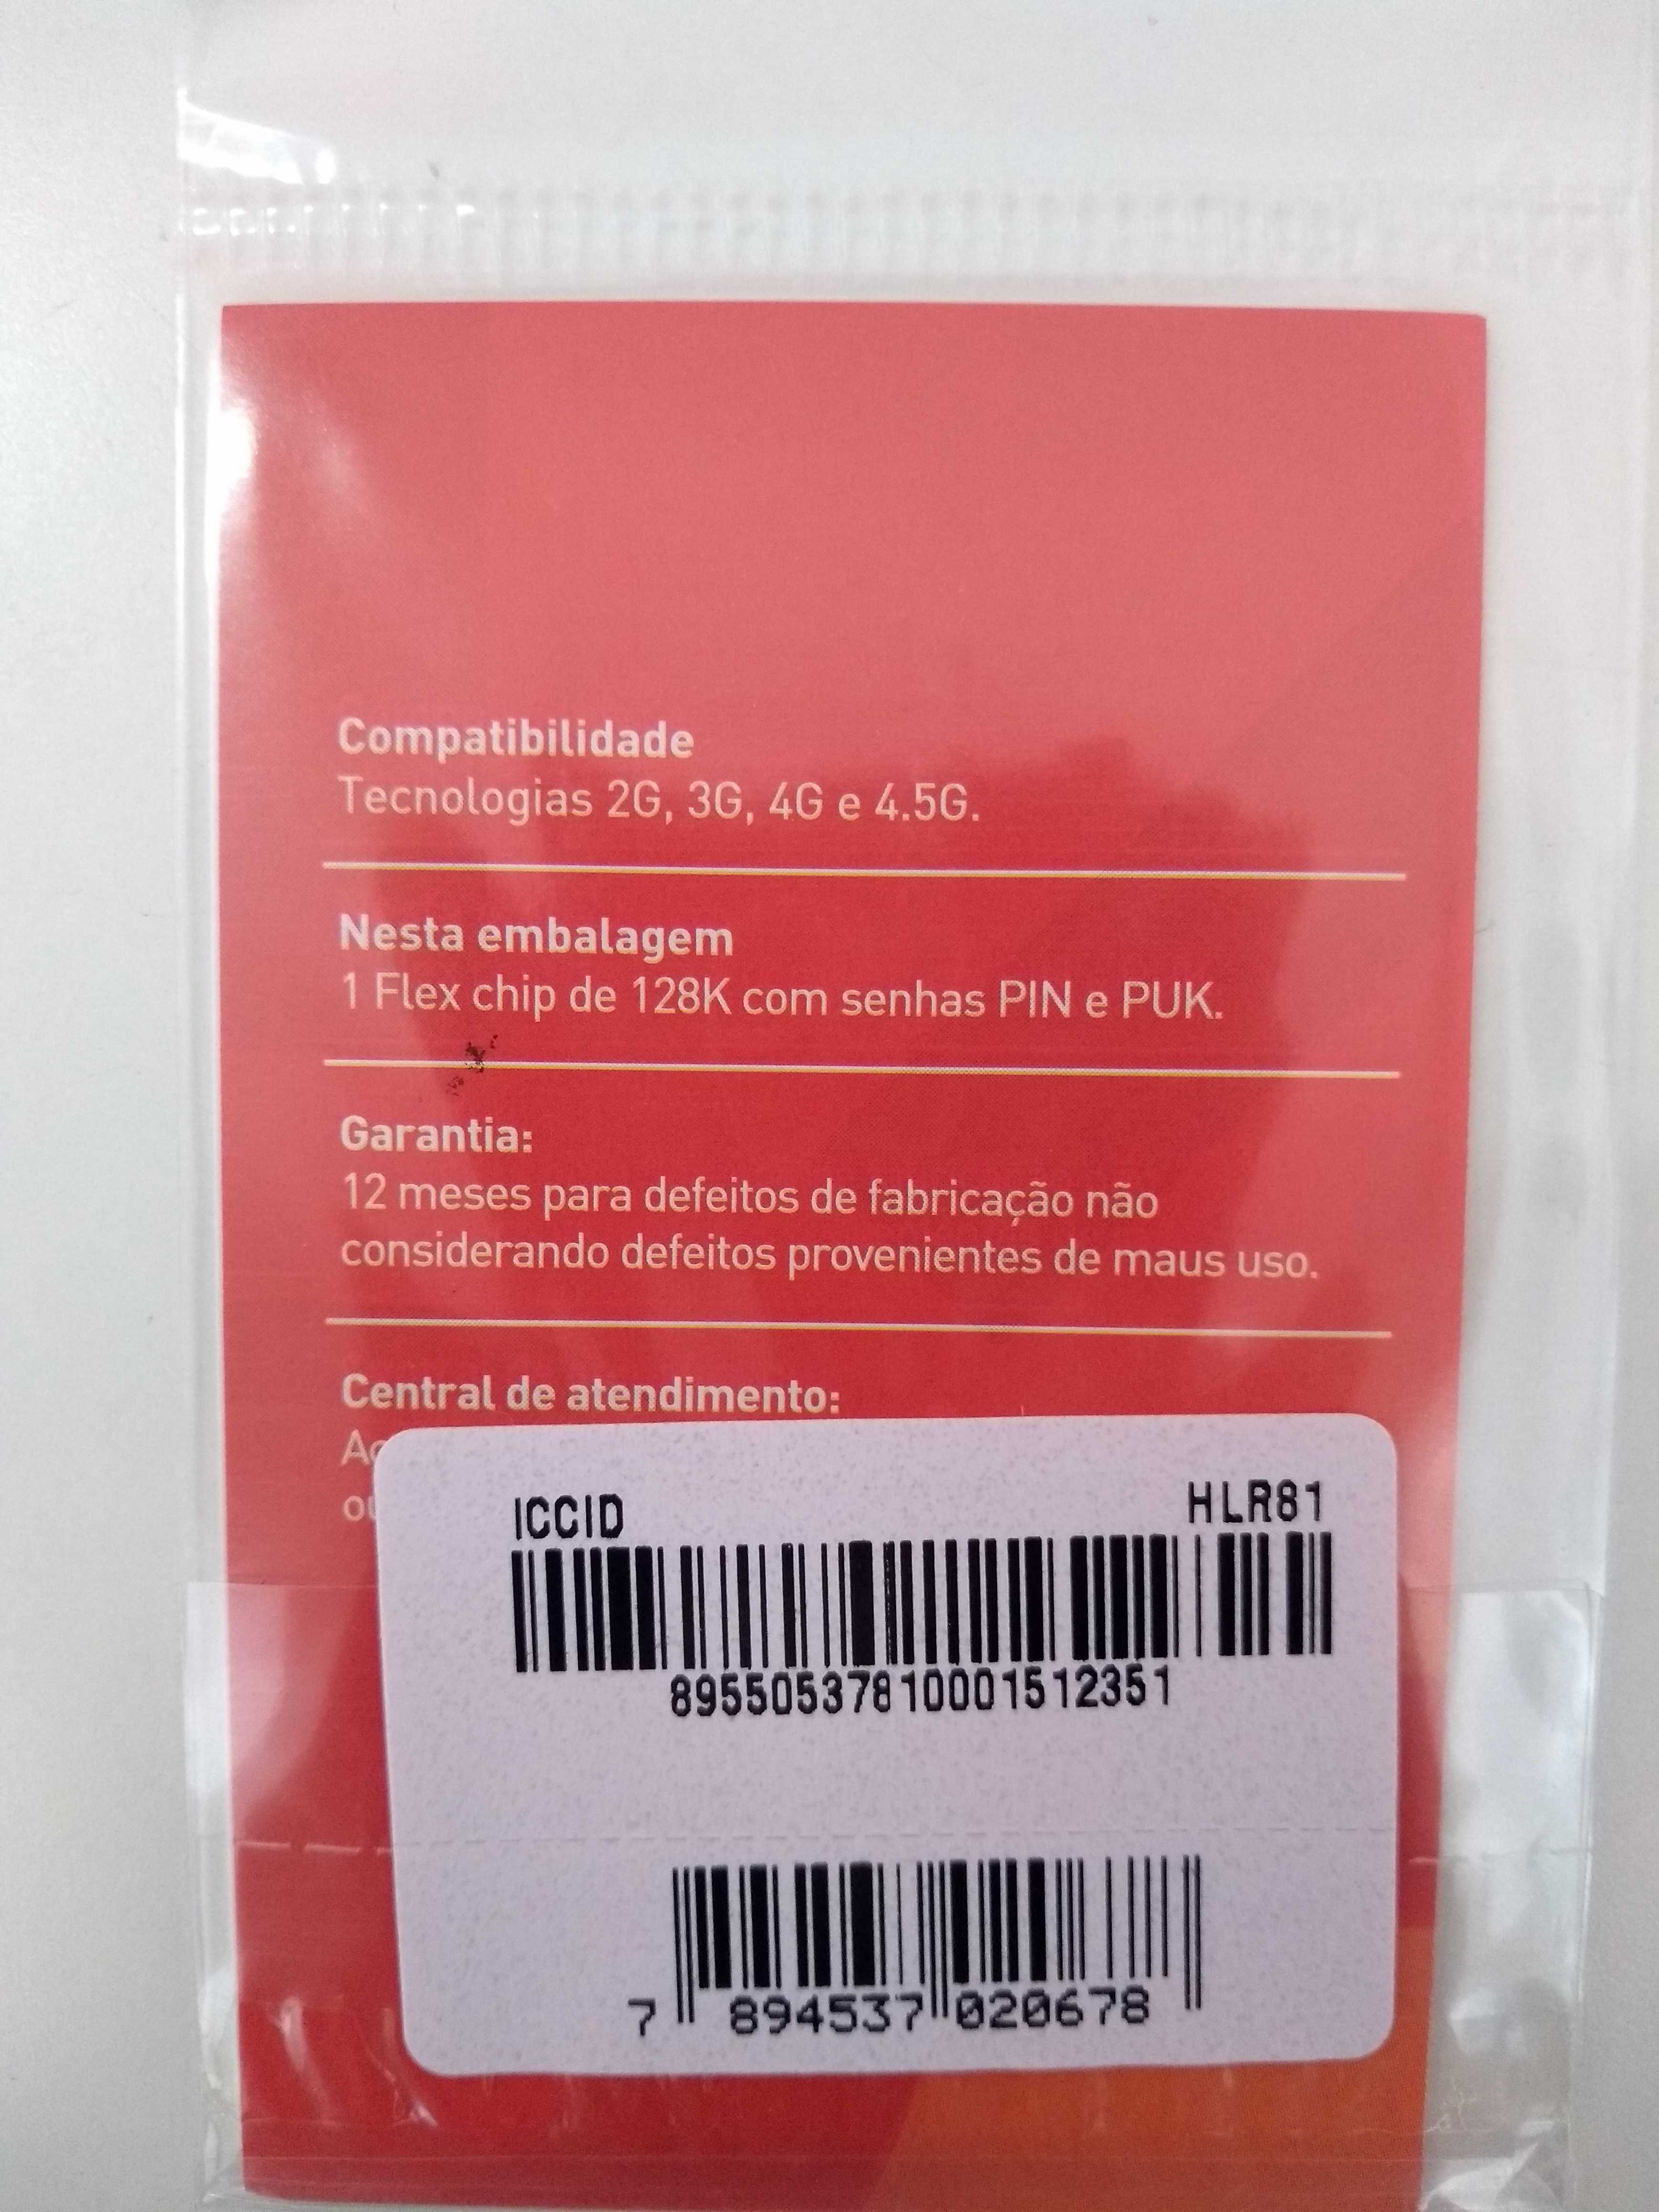 Compatibilidade
Tecnologias 2G, 3G, 4G e 4.5G.
Nesta embalagem
1 Flex chip de 128K com senhas PIN e PUK.
Garantia:
12 meses para defeitos de fabricação não
considerando defeitos provenientes de maus uso.
Central de atendimento:
ICCID HLR81
89550537810001512351
7 894537 020678